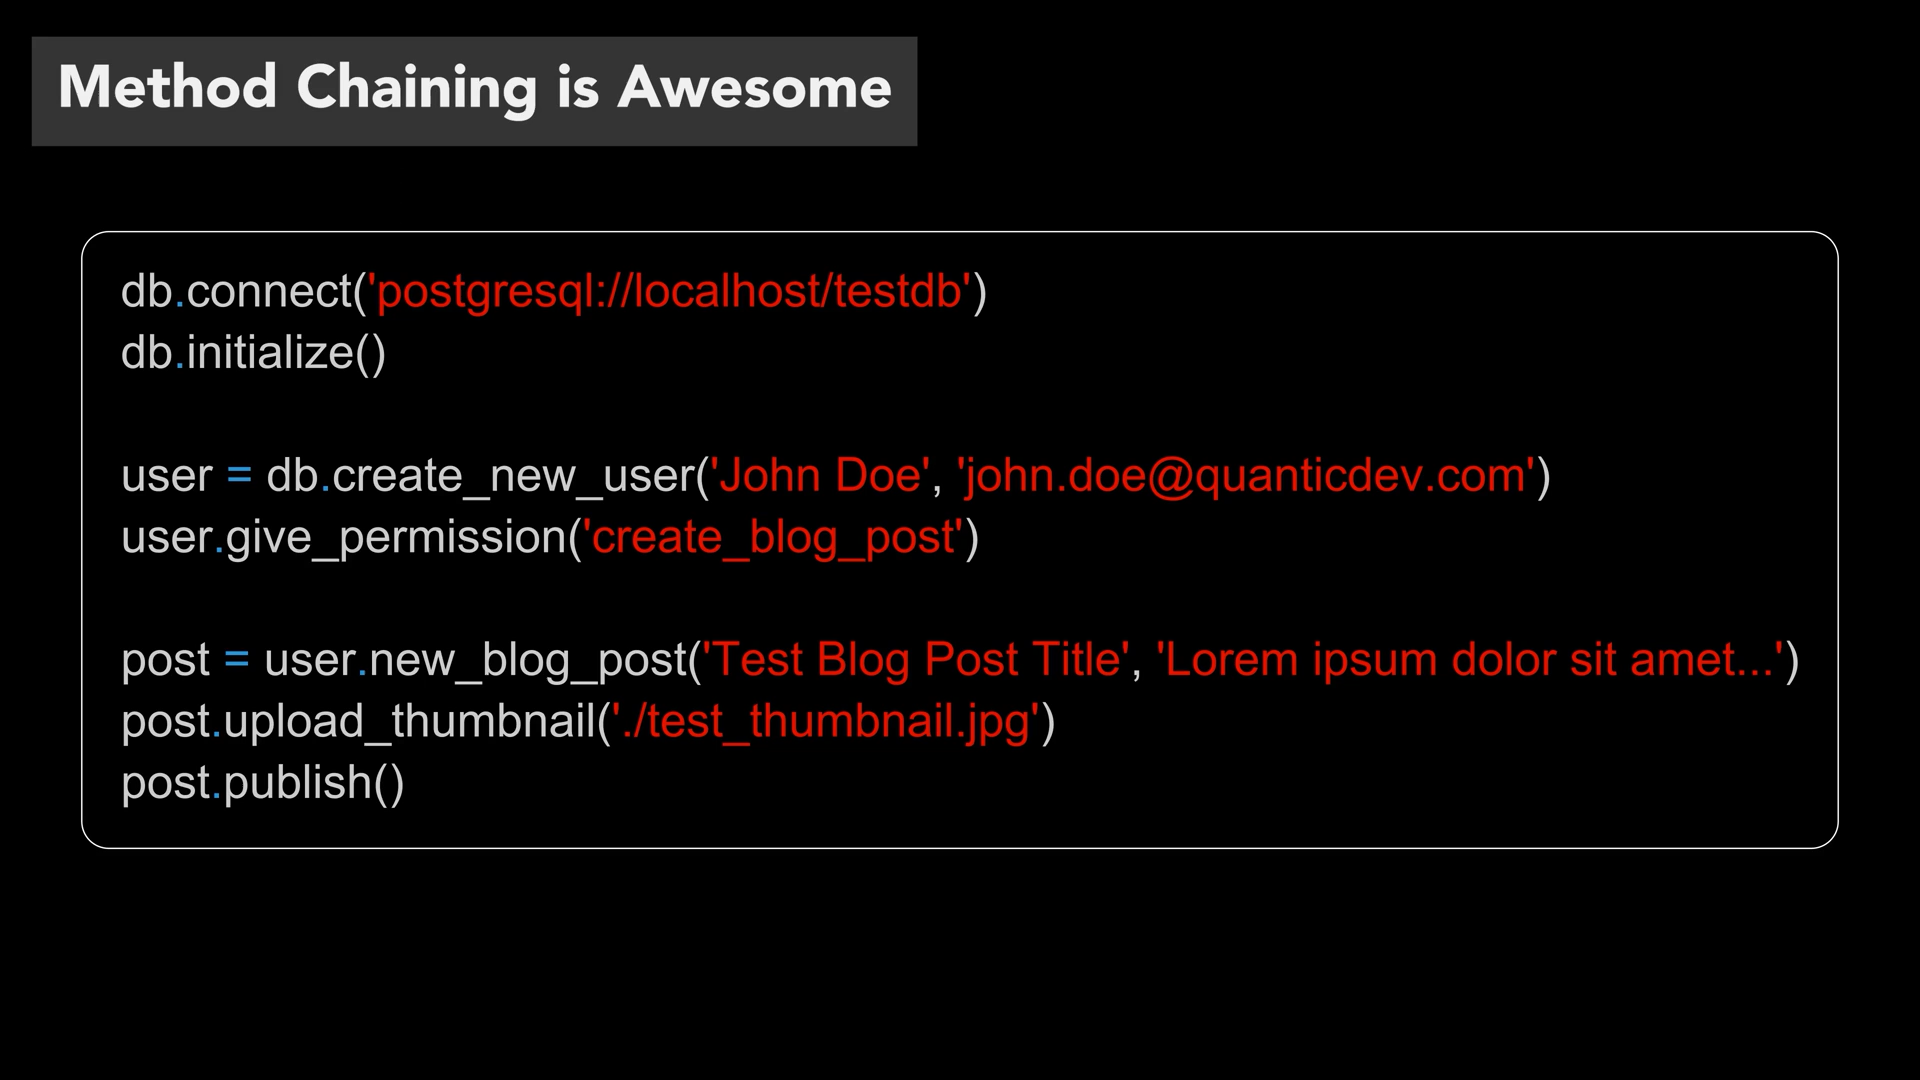 Method Chaining is Awesome
db.connect('postgresql://localhost/testdb')
db.initialize()
user = db.create_new_user('John Doe', 'john.doe@quanticdev.com')
user.give_permission('create_blog_post')
post = user.new_blog_post('Test Blog Post Title', 'Lorem ipsum dolor sit amet...')
post.upload_thumbnail('./test_thumbnail.jpg')
post.publish()